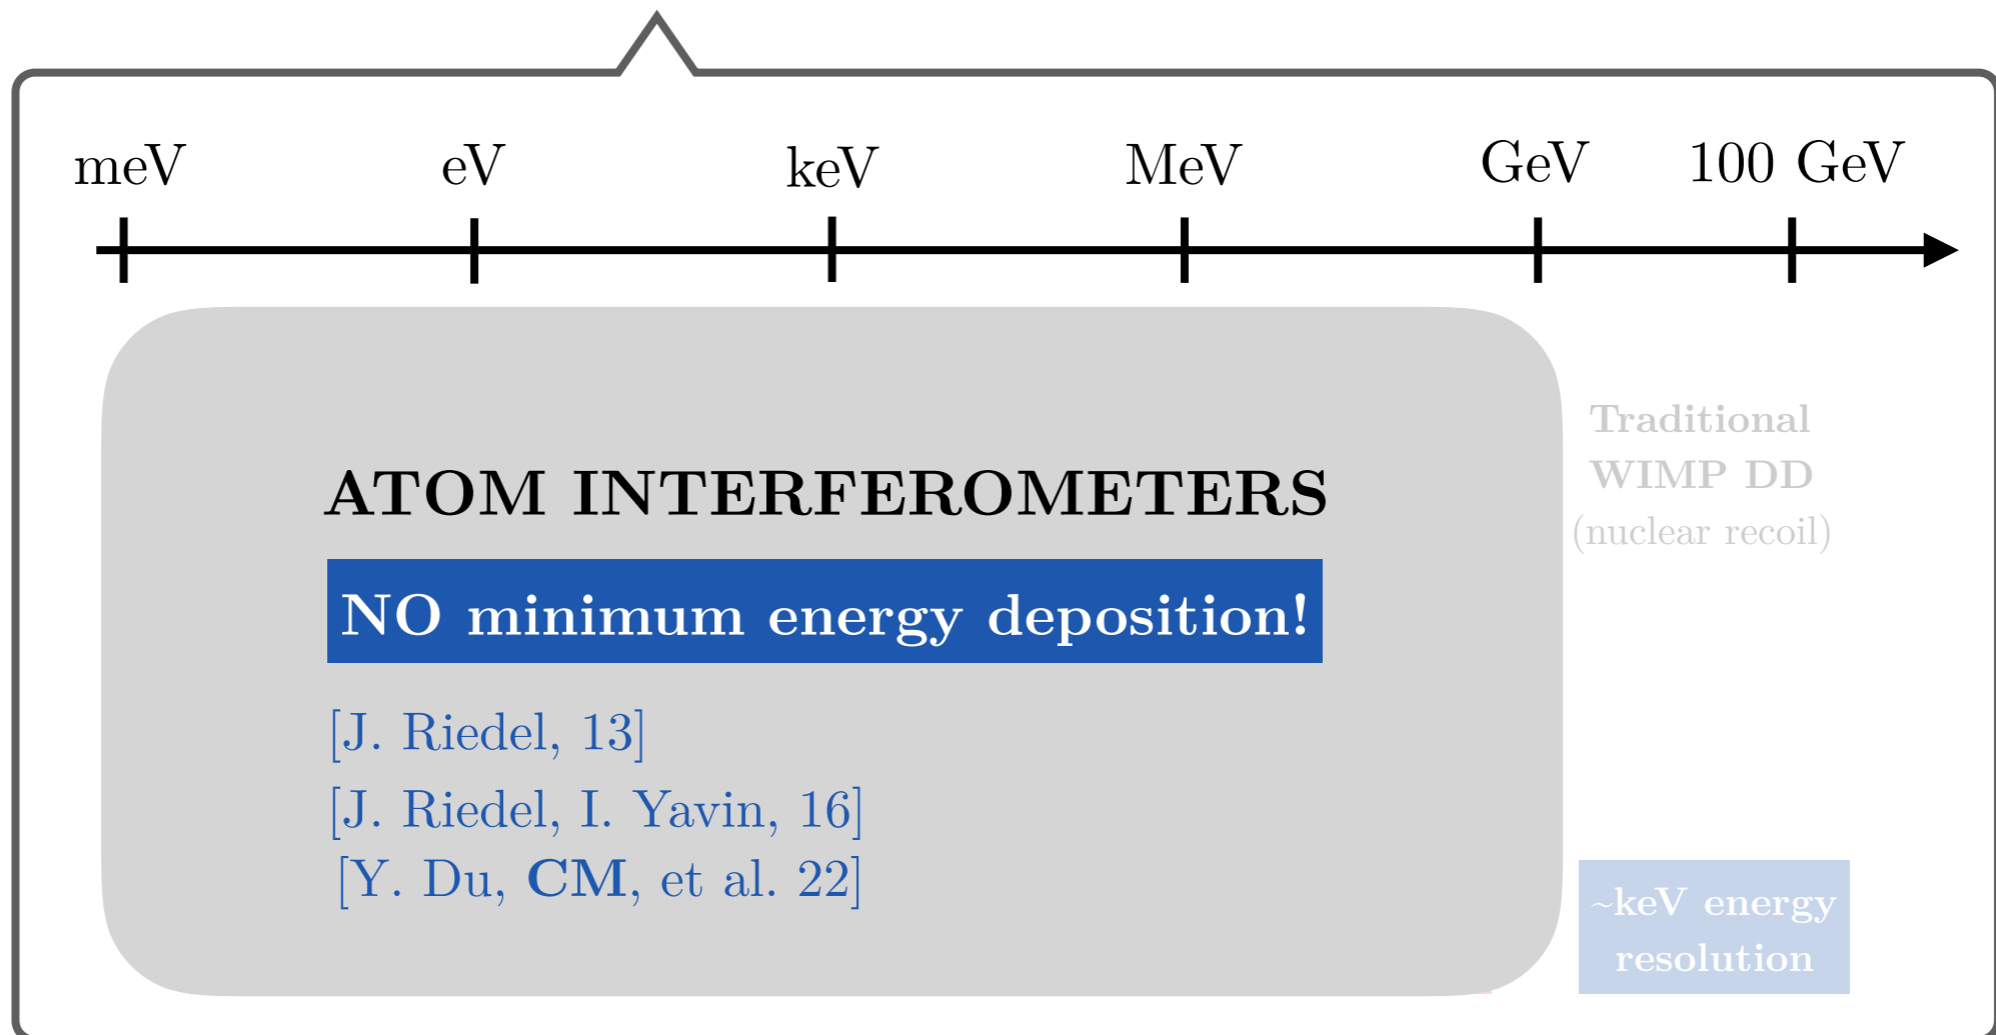 meV eV keV MeV GeV 100 GeV
ATOM INTERFEROMETERS
NO minimum energy deposition!
[J. Riedel, 13]
[J. Riedel, I. Yavin, 16]
[Y. Du, CM, et al. 22]
Traditional
WIMP DD
(nuclear recoil)
~keV energy
resolution